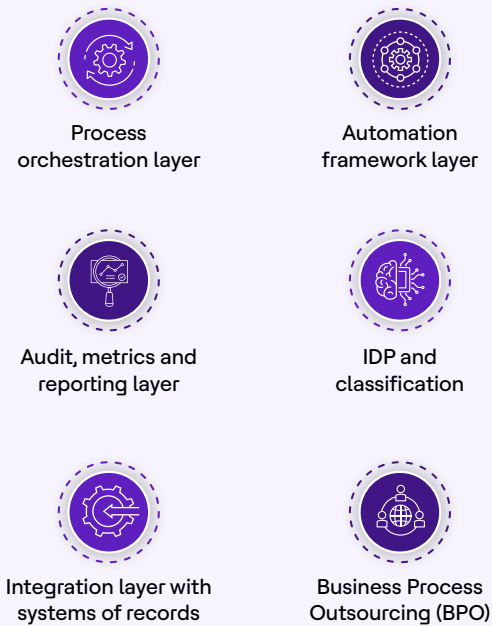 Process
orchestration layer
Automation
framework layer
Audit, metrics and
reporting layer
IDP and
classification
Integration layer with
systems of records
Business Process
Outsourcing (BPO)